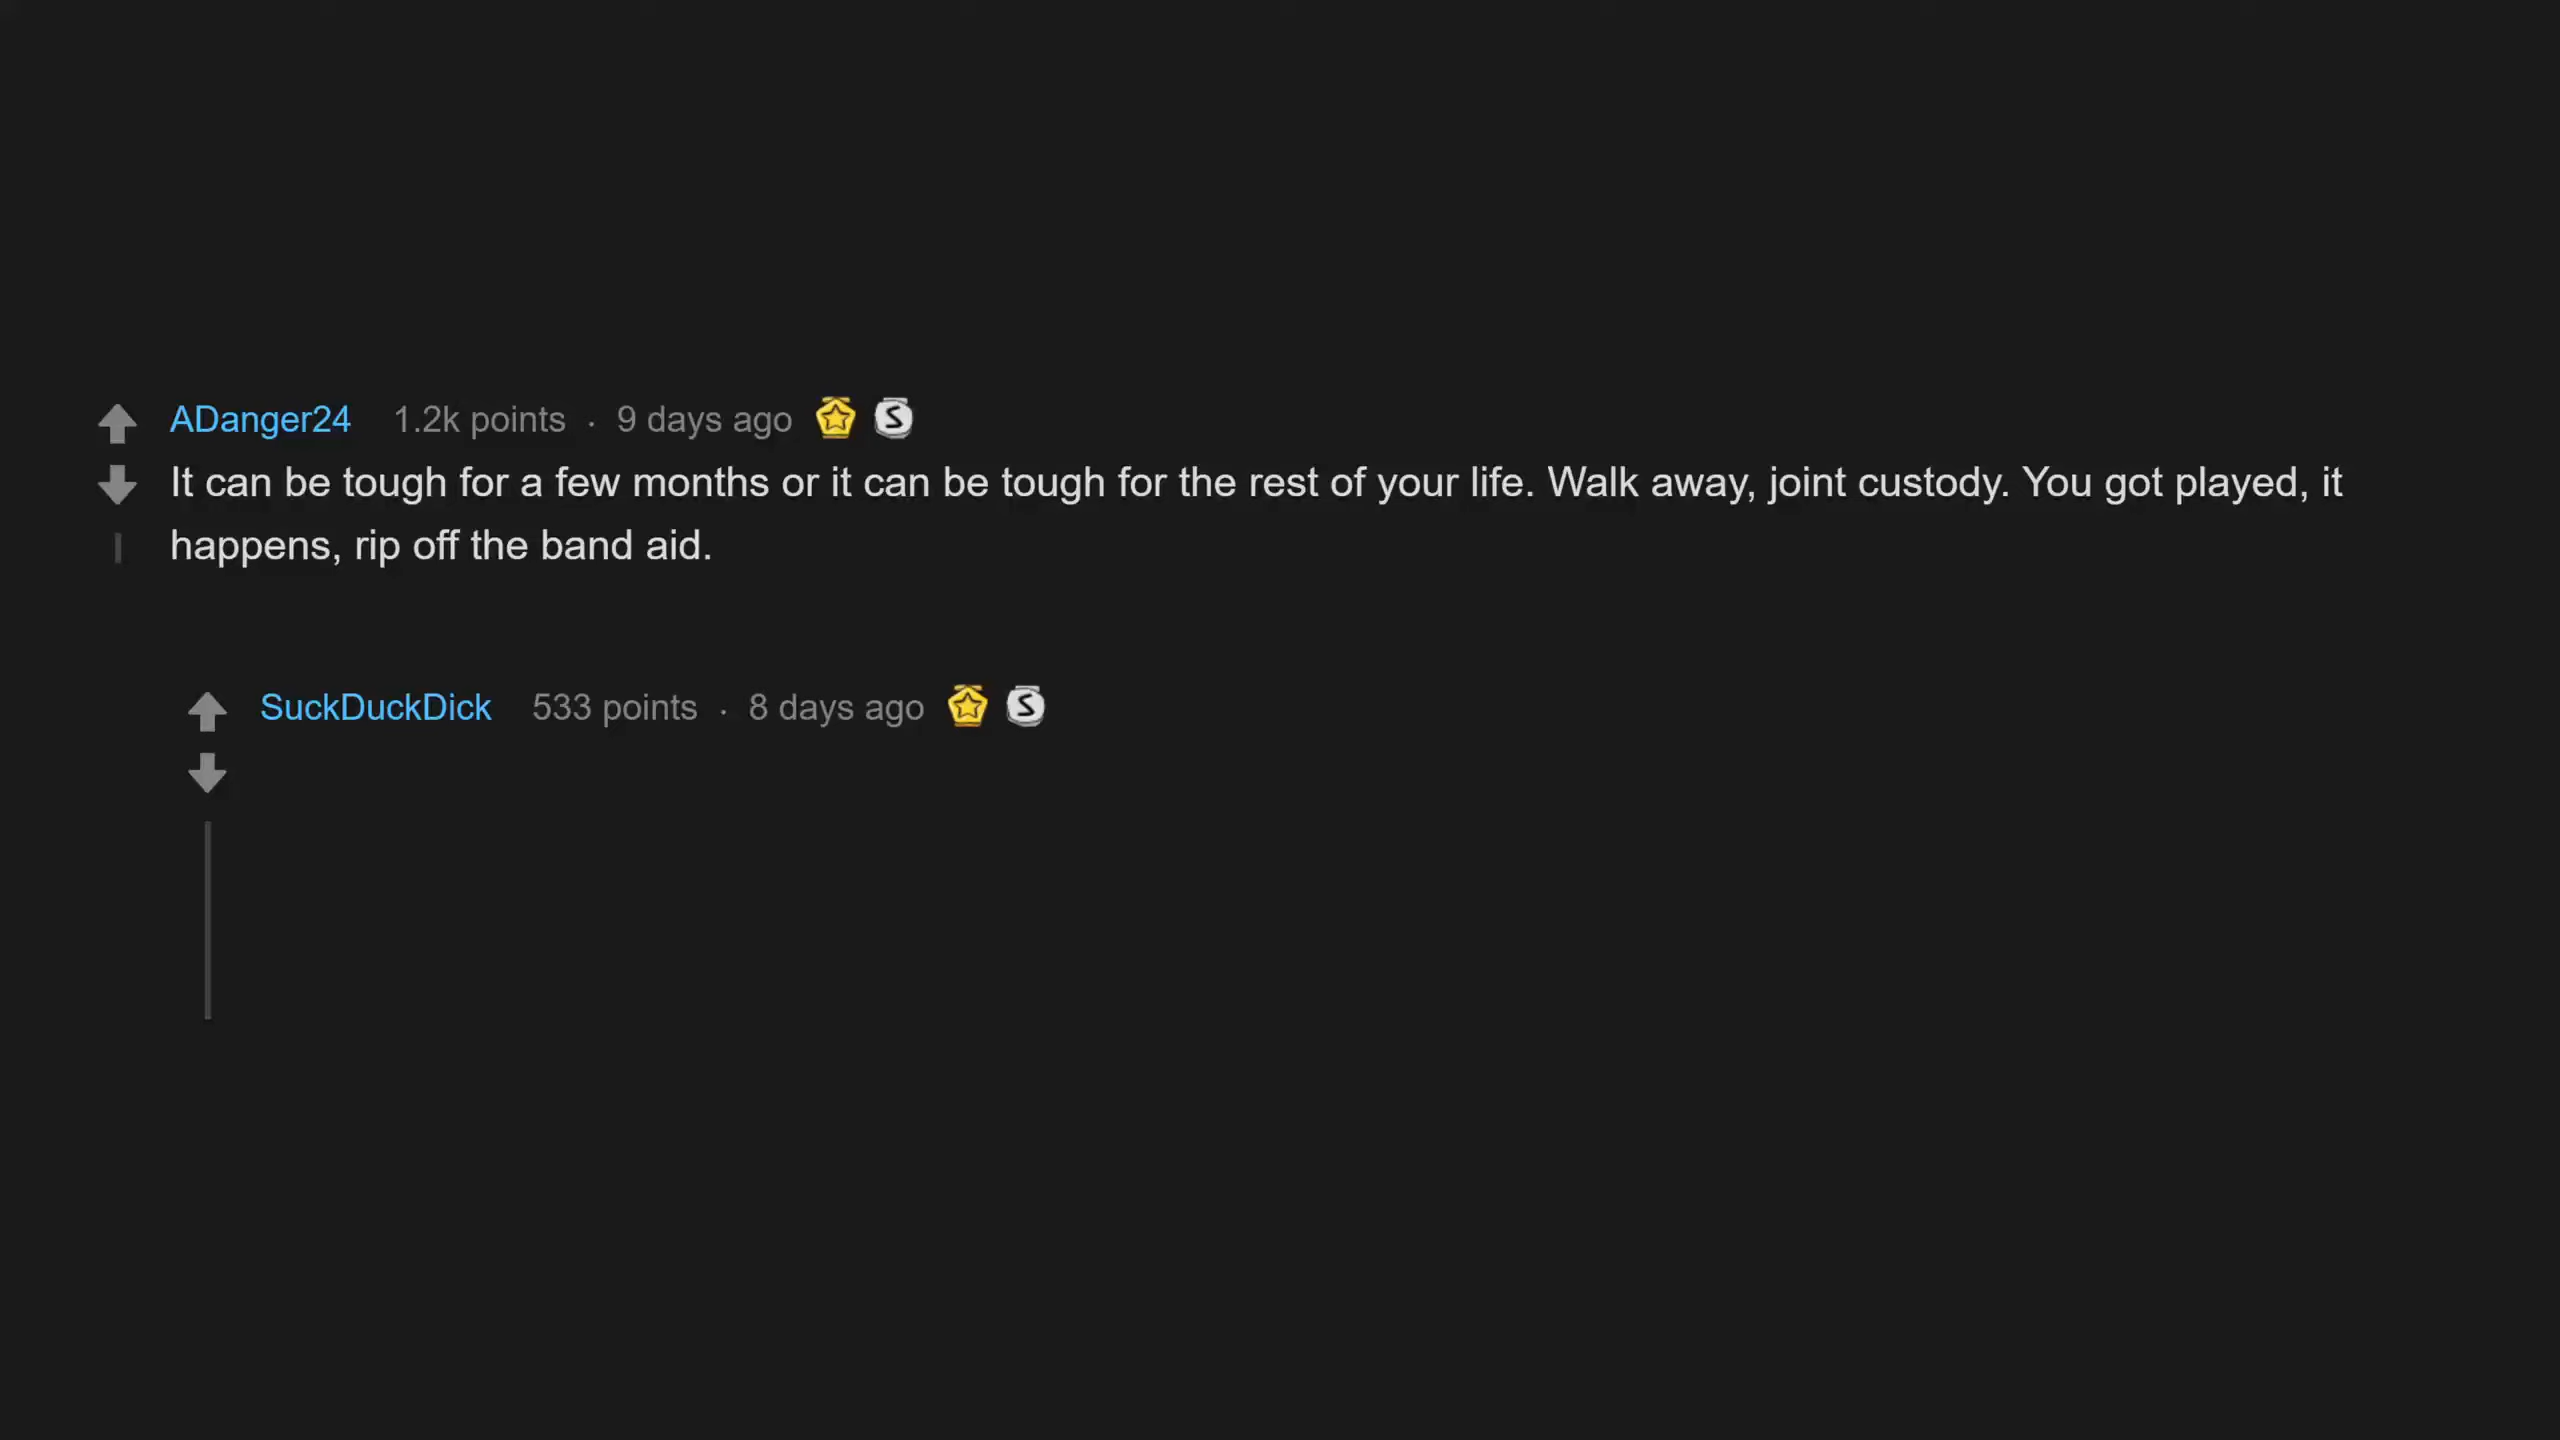 ADanger24 1.2k points · 9 days ago S
It can be tough for a few months or it can be tough for the rest of your life. Walk away, joint custody. You got played, it
happens, rip off the band aid.
SuckDuckDick 533 points · 8 days ago S